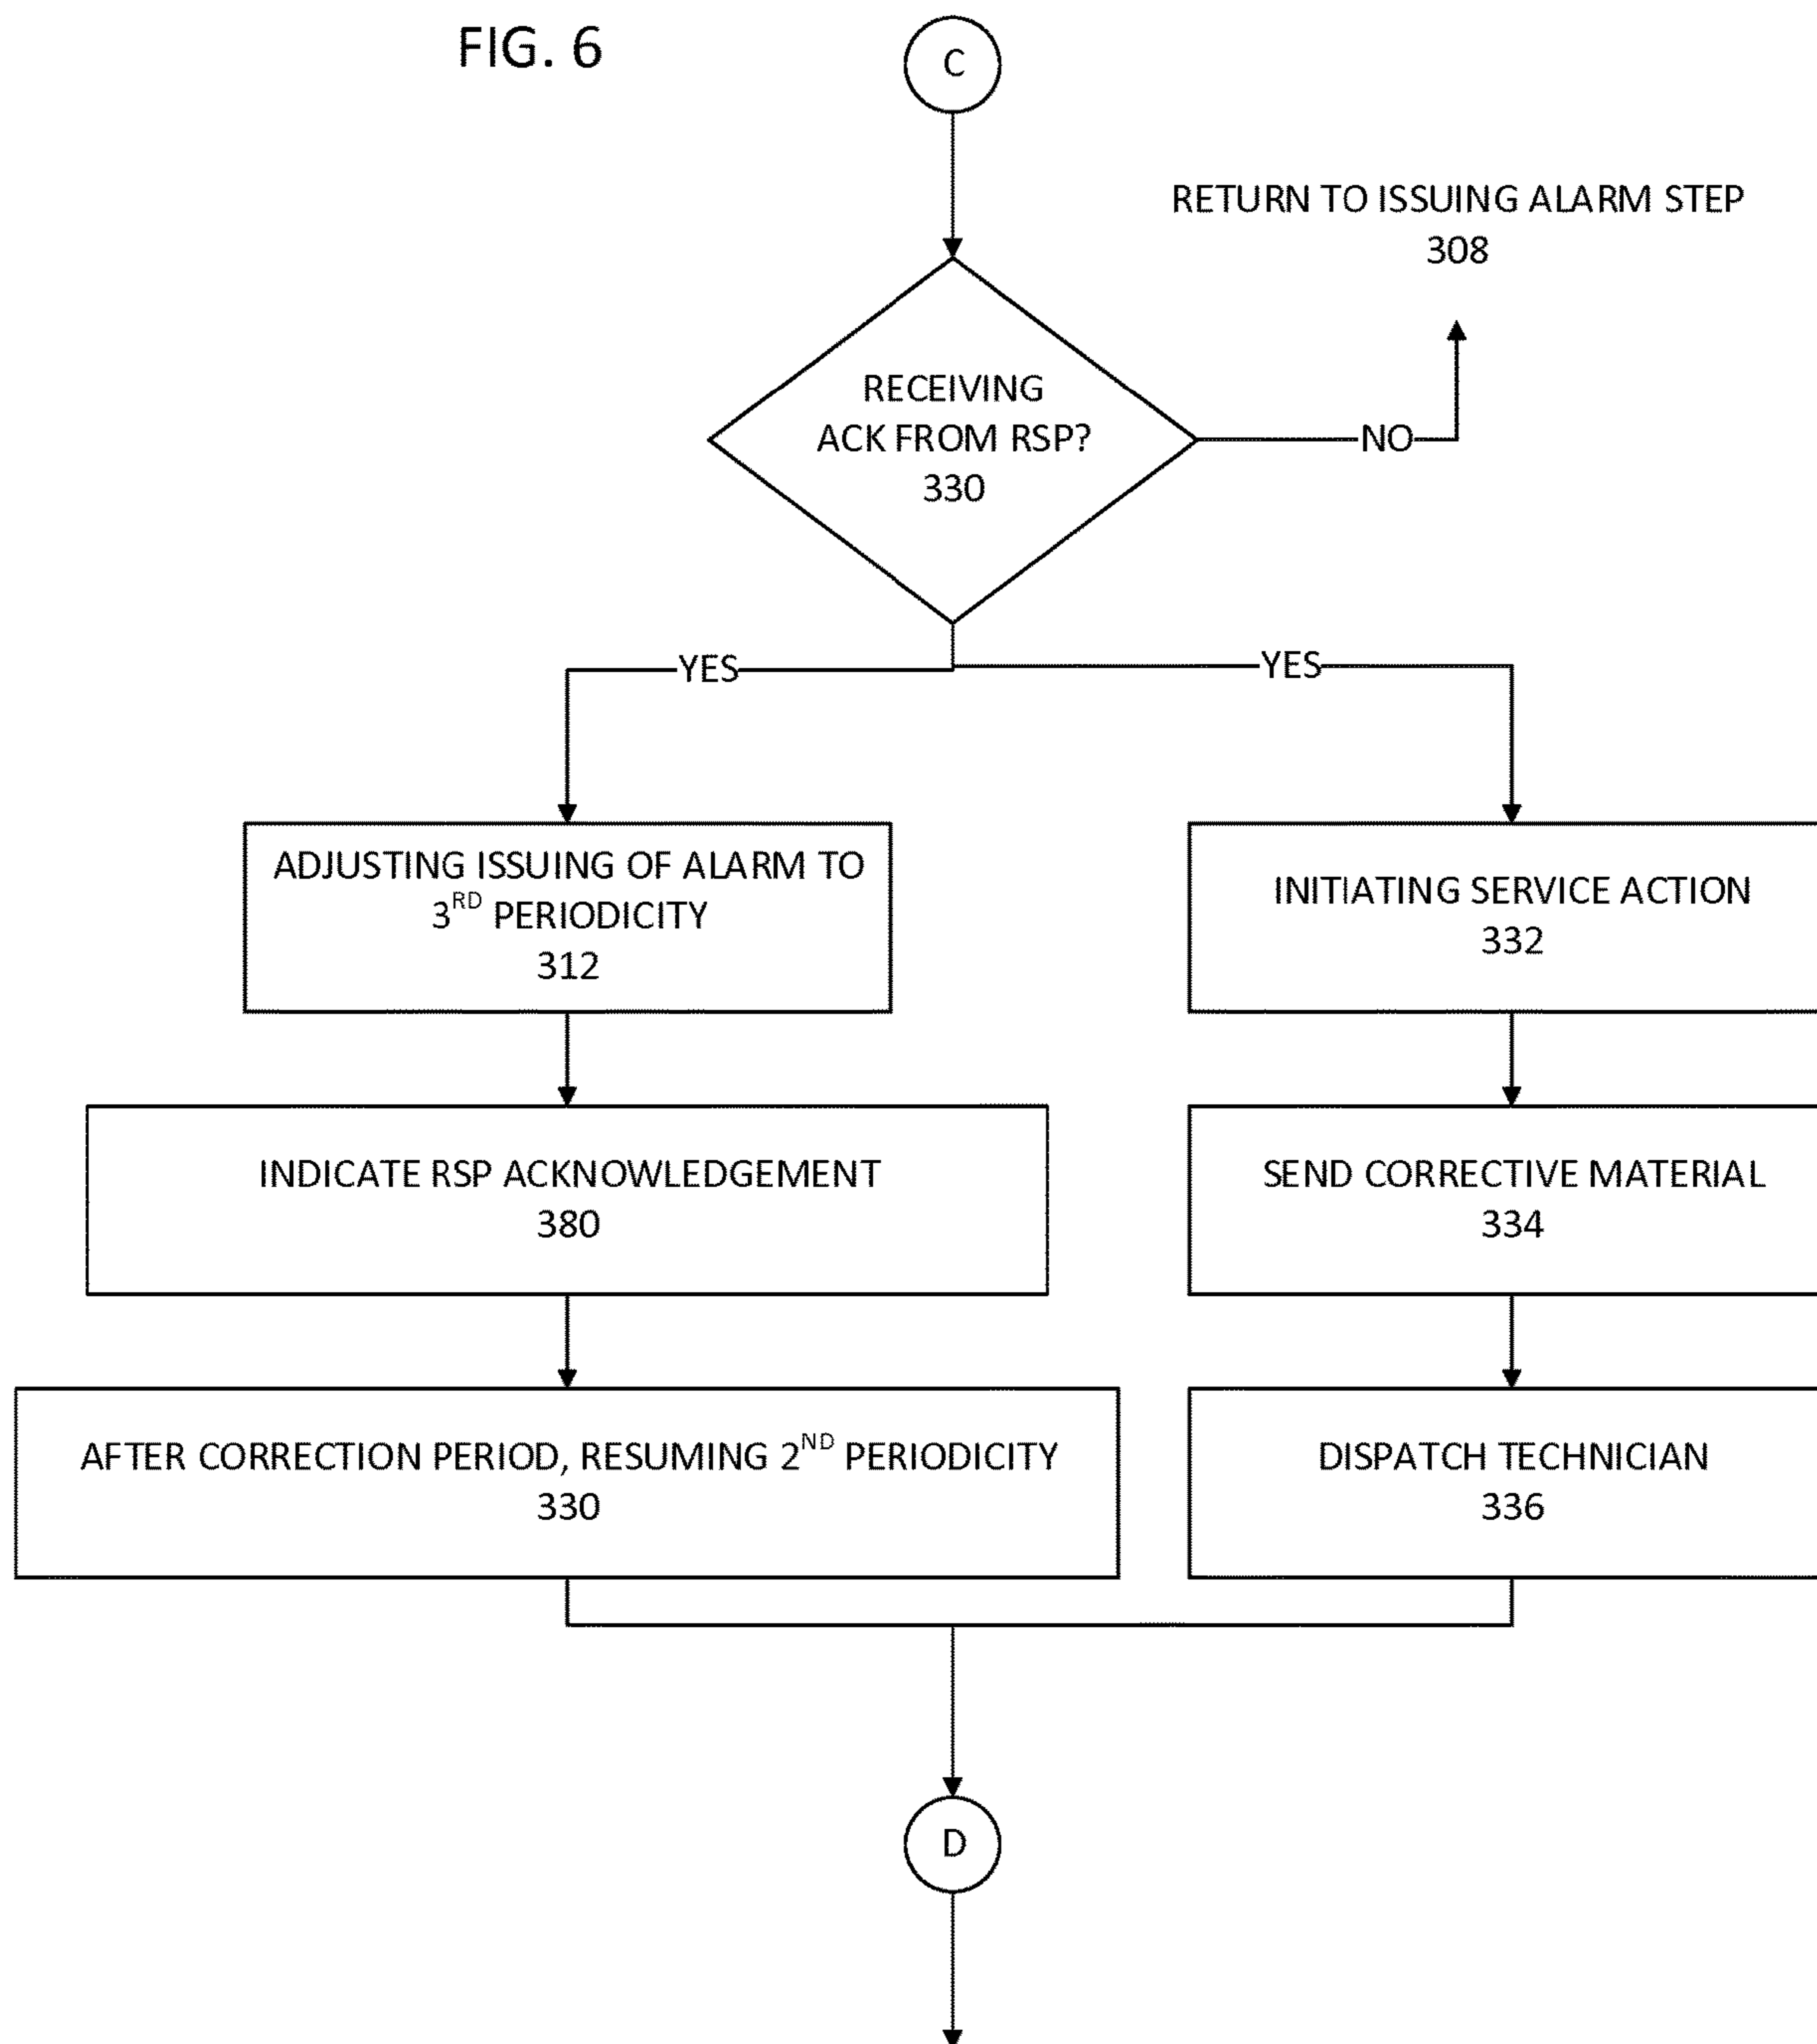 FIG. 6
C
RETURN TO ISSUING ALARM STEP
308
RECEIVING
ACK FROM RSP?
330
NO
YES
YES
ADJUSTING ISSUING OF ALARM TO
3RD PERIODICITY
312
INITIATING SERVICE ACTION
332
INDICATE RSP ACKNOWLEDGEMENT
380
SEND CORRECTIVE MATERIAL
334
AFTER CORRECTION PERIOD, RESUMING 2ND PERIODICITY
330
DISPATCH TECHNICIAN
336
D